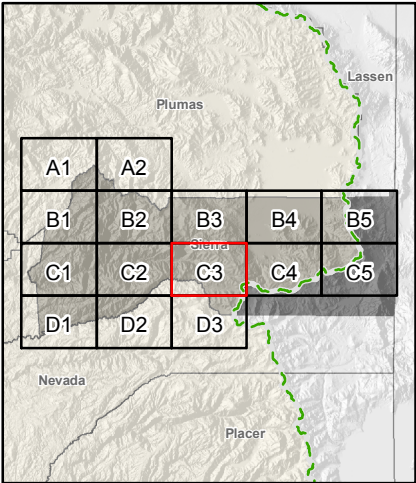 Lassen
Plumas
A1 A2
B1 B2 B3 B4 B5
Sierra
C1 C2 C3 C4 C5
D1 D2 D3
Nevada
Placer